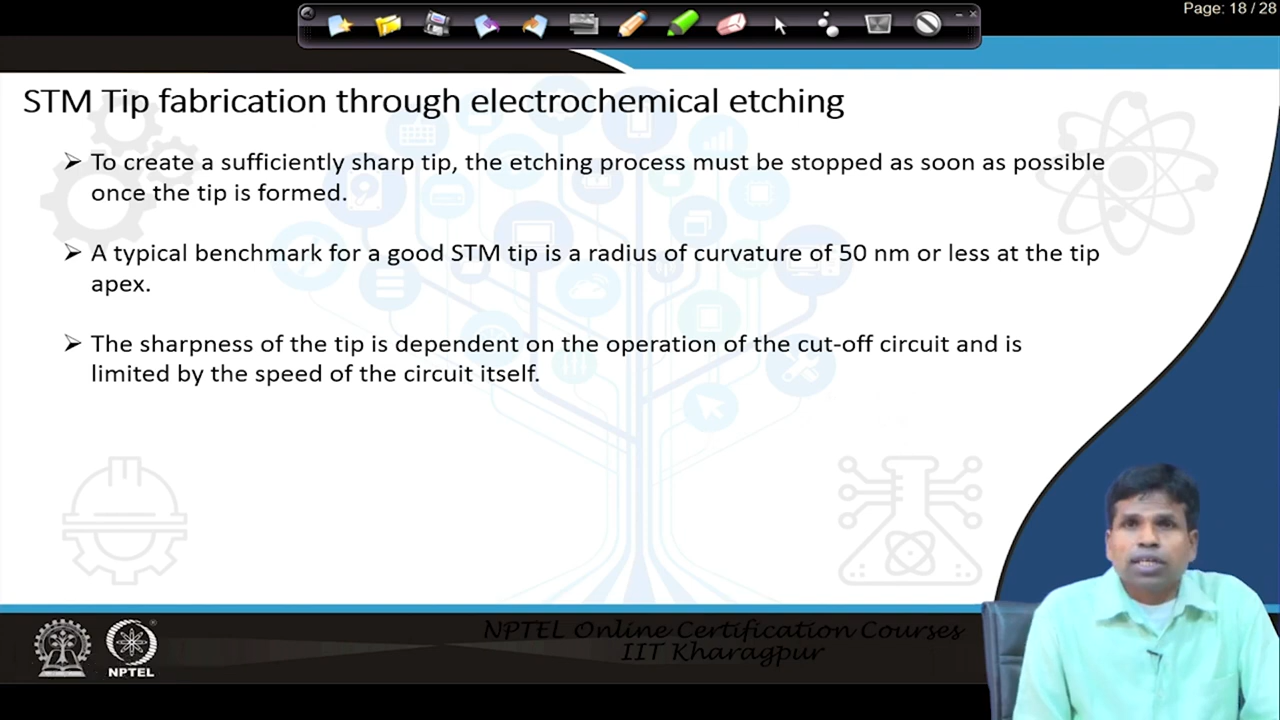 Page: 18 / 28
STM Tip fabrication through electrochemical etching
➢ To create a sufficiently sharp tip, the etching process must be stopped as soon as possible
once the tip is formed.
➢ A typical benchmark for a good STM tip is a radius of curvature of 50 nm or less at the tip
apex.
➢ The sharpness of the tip is dependent on the operation of the cut-off circuit and is
limited by the speed of the circuit itself.
NPTEL Online Certification Courses
IIT Kharagpur
NPTEL